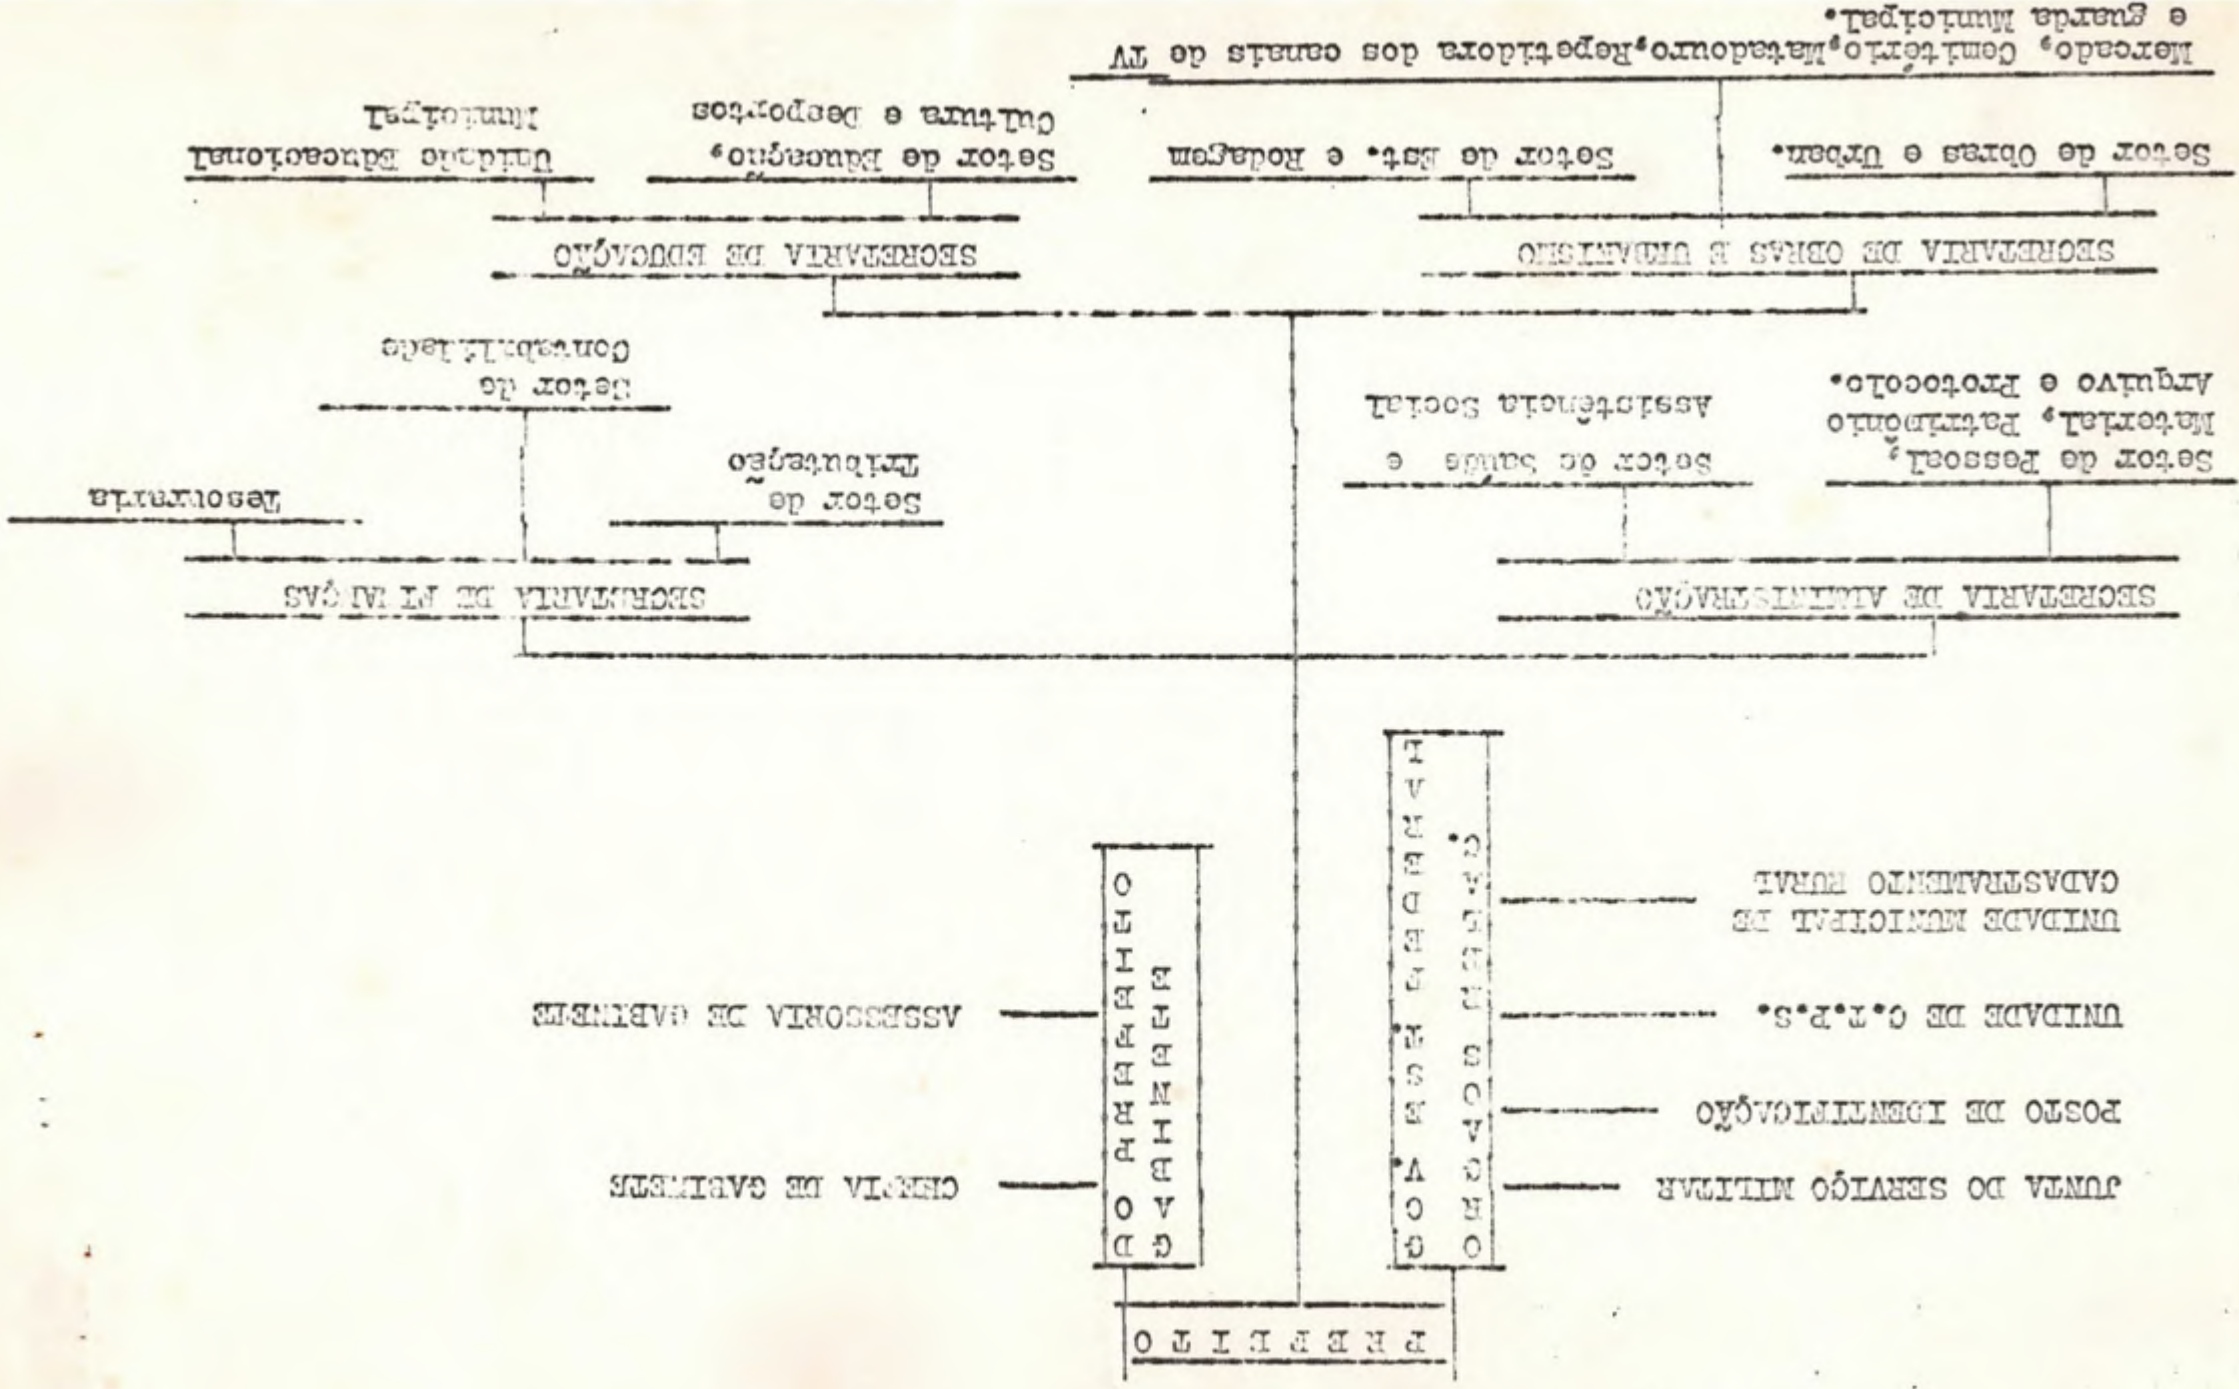 P R E F E I T O
O R G A O S
G O V. E S T. E F E D E R A L
G A B I N E T E
D O P R E F E I T O
JUNTA DO SERVIÇO MILITAR
POSTO DE IDENTIFICAÇÃO
UNIDADE DE C.T.P.S.
UNIDADE MUNICIPAL DE
CADASTRAMENTO RURAL
CHEFIA DE GABINETE
ASSESSORIA DE GABINETE
SECRETARIA DE ADMINISTRAÇÃO
Setor de Pessoal,
Material, Patrimônio
Arquivo e Protocolo.
Setor de Saúde e
Assistência Social
SECRETARIA DE FINANÇAS
Setor de
Tributação
Setor de
Contabilidade
Tesouraria
SECRETARIA DE OBRAS E URBANISMO
Setor de Obras e Urban.
Setor de Est. e Rodagem
Mercado, Cemitério,Matadouro,Repetidora dos canais de TV
e guarda Municipal.
SECRETARIA DE EDUCAÇÃO
Setor de Educação,
Cultura e Desportos
Unidade Educacional
Municipal